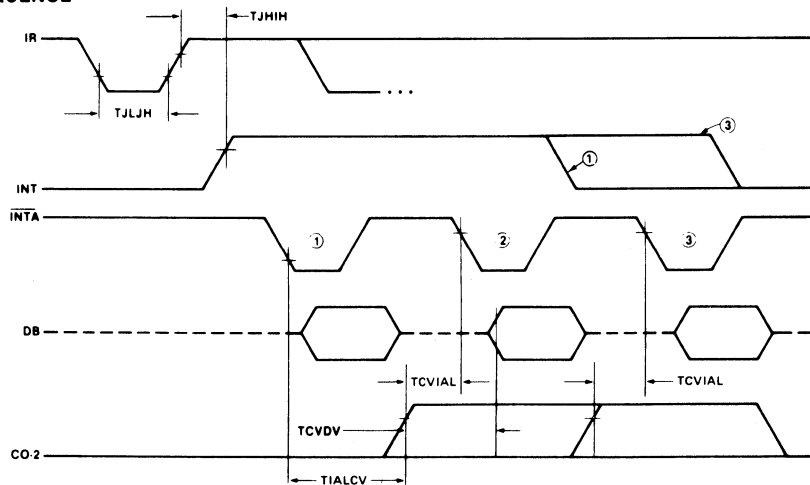 TJHIH
IR
TJLJH
...
③
①
INT
INTA
① ② ③
DB
TCVIAL TCVIAL
TCVDV
CO-2
TIALCV